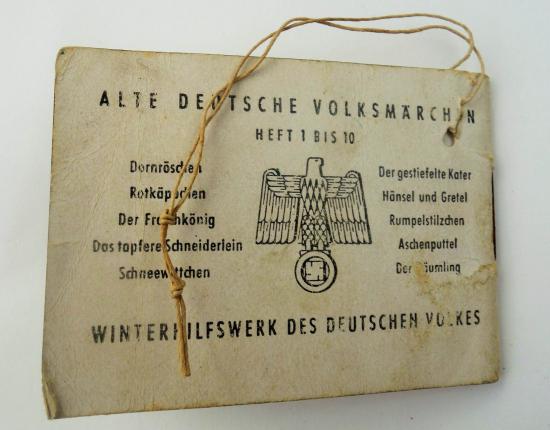 ALTE DEUTSCHE VOLKSMÄRCHEN
HEFT 1 BIS 10
Dornröschen
Rotkäppchen
Der Froschkönig
Das tapfere Schneiderlein
Schneewittchen
Der gestiefelte Kater
Hänsel und Gretel
Rumpelstilzchen
Aschenputtel
Der Däumling
WINTERHILFSWERK DES DEUTSCHEN VOLKES